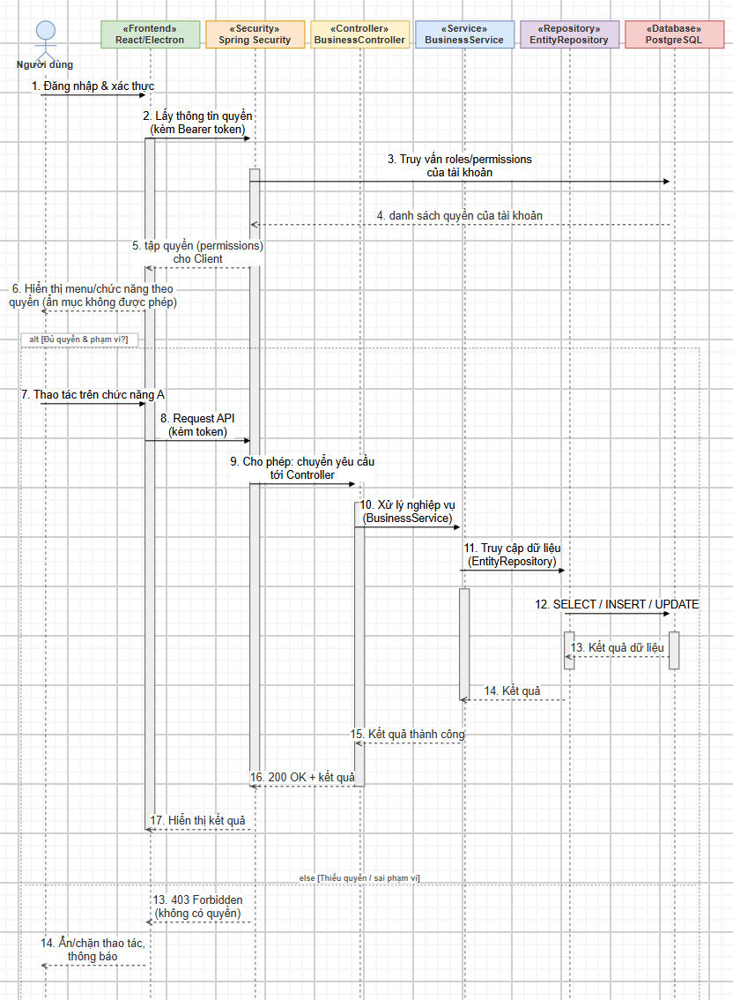 «Frontend»
React/Electron
«Security»
Spring Security
«Controller»
BusinessController
«Service»
BusinessService
«Repository»
EntityRepository
«Database»
PostgreSQL
Người dùng
1. Đăng nhập & xác thực
2. Lấy thông tin quyền
(kèm Bearer token)
3. Truy vấn roles/permissions
của tài khoản
4. danh sách quyền của tài khoản
5. tập quyền (permissions)
cho Client
6. Hiển thị menu/chức năng theo
quyền (ẩn mục không được phép)
alt [Đủ quyền & phạm vi?]
7. Thao tác trên chức năng A
8. Request API
(kèm token)
9. Cho phép: chuyển yêu cầu
tới Controller
10. Xử lý nghiệp vụ
(BusinessService)
11. Truy cập dữ liệu
(EntityRepository)
12. SELECT / INSERT / UPDATE
13. Kết quả dữ liệu
14. Kết quả
15. Kết quả thành công
16. 200 OK + kết quả
17. Hiển thị kết quả
else [Thiếu quyền / sai phạm vi]
13. 403 Forbidden
(không có quyền)
14. Ẩn/chặn thao tác,
thông báo